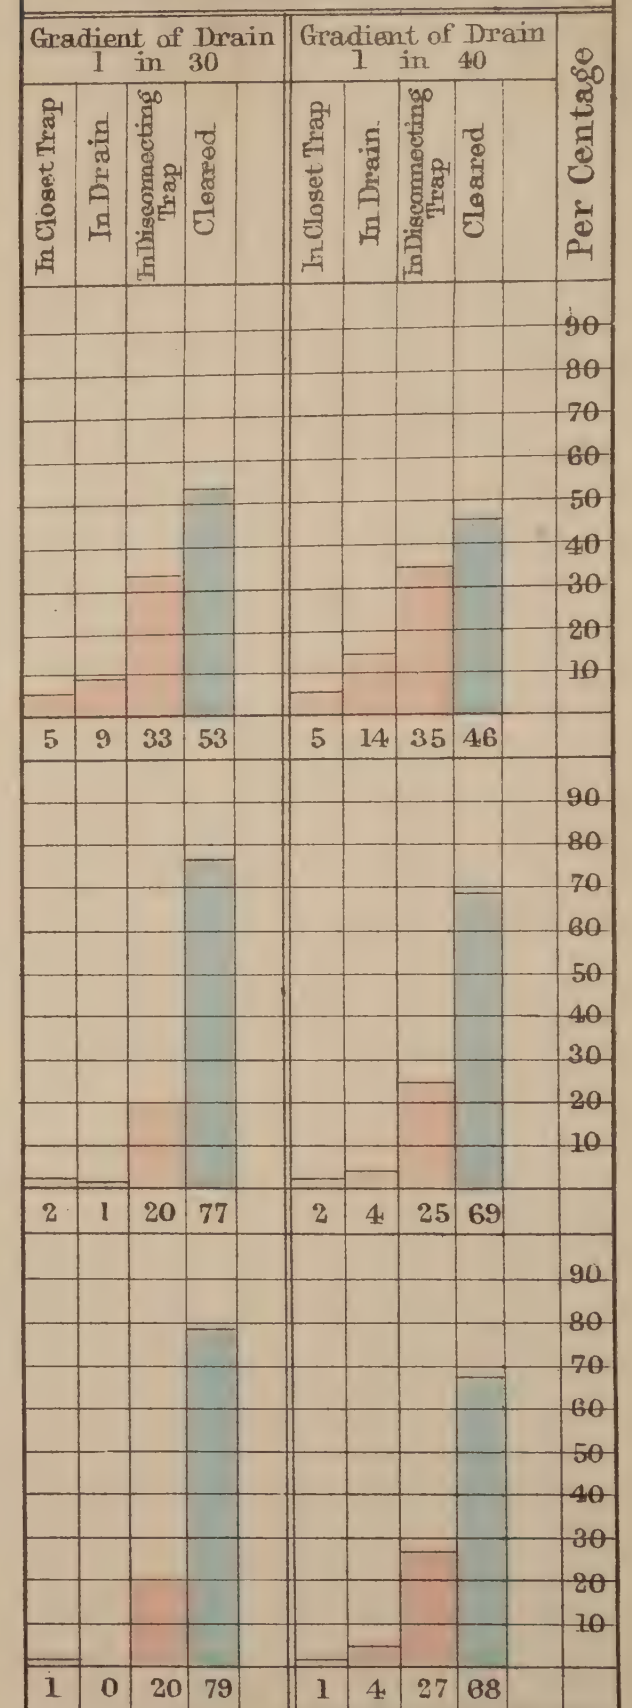 Gradient of Drain
1 in 30
Gradient of Drain
1 in 40
Per Centage
In Closet Trap
In Drain
In Disconnecting
Trap
Cleared.
In Closet Trap
In Drain.
In Disconnecting
Trap
Cleared
90
80
70
60
50
40
30
20
10
5 9 33 53 5 14 35 46
90
80
70
60
50
40
30
20
10
2 1 20 77 2 4 25 69
90
80
70
60
50
40
30
20
10
1 0 20 79 1 4 27 68